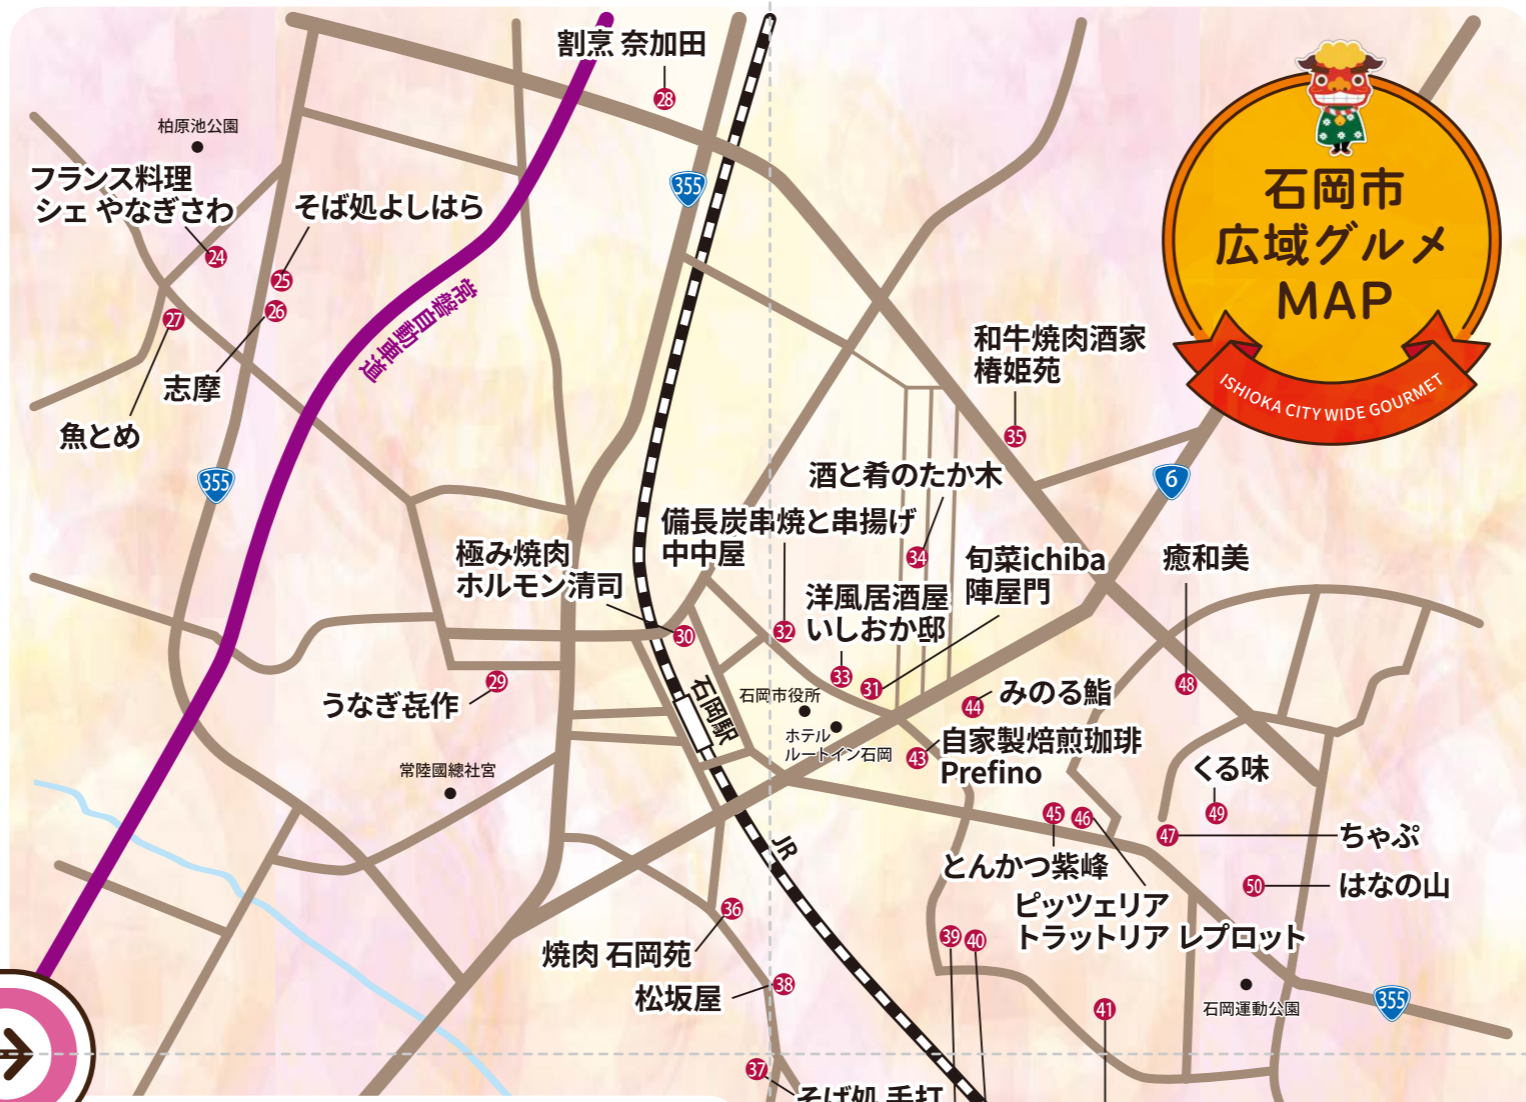 割烹 奈加田
28
柏原池公園
フランス料理
シェ やなぎさわ
24
そば処よしはら
25
26
27
志摩
魚とめ
355
常磐自動車道
355
石岡市
広域グルメ
MAP
ISHIOKA CITY WIDE GOURMET
和牛焼肉酒家
椿姫苑
35
6
酒と肴のたか木
34
備長炭串焼と串揚げ
中中屋
32
極み焼肉
ホルモン清司
30
旬菜ichiba
陣屋門
31
洋風居酒屋
いしおか邸
33
癒和美
48
うなぎ㐂作
29
石岡駅
石岡市役所
ホテル
ルートイン石岡
みのる鮨
44
自家製焙煎珈琲
Prefino
43
常陸國總社宮
くる味
49
JR
45
46
47
ちゃぷ
とんかつ紫峰
50
はなの山
ピッツェリア
トラットリア レプロット
36
焼肉 石岡苑
39
40
38
松坂屋
41
石岡運動公園
355
37
そば処 手打